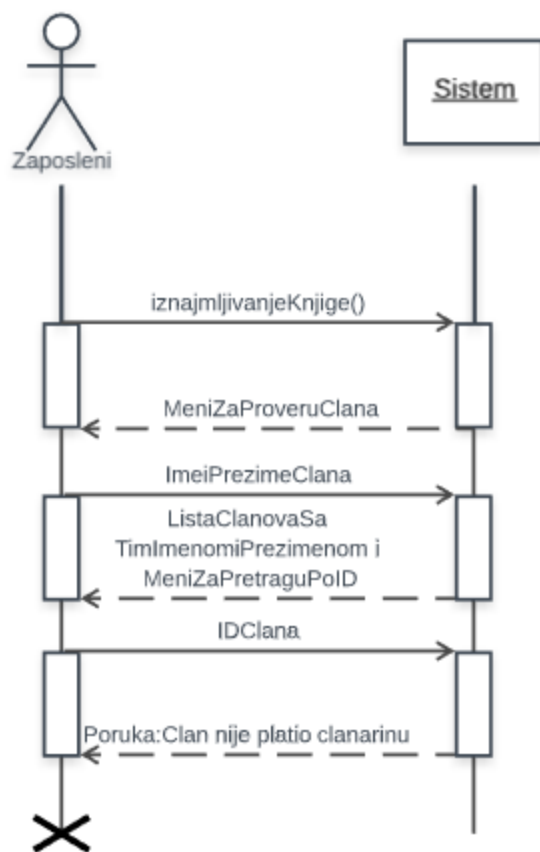 Sistem
Zaposleni
iznajmljivanjeKnjige()
MeniZaProveruClana
ImeiPrezimeClana
ListaClanovaSa
TimImenomiPrezimenom i
MeniZaPretraguPoID
IDClana
Poruka:Clan nije platio clanarinu